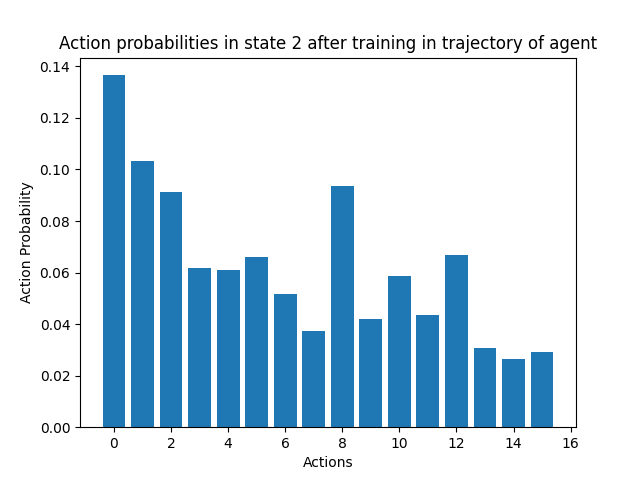 Action probabilities in state 2 after training in trajectory of agent
0.14
0.12
0.10
0.08
0.06
0.04
0.02
0.00
Action Probability
0 2 4 6 8 10 12 14 16
Actions